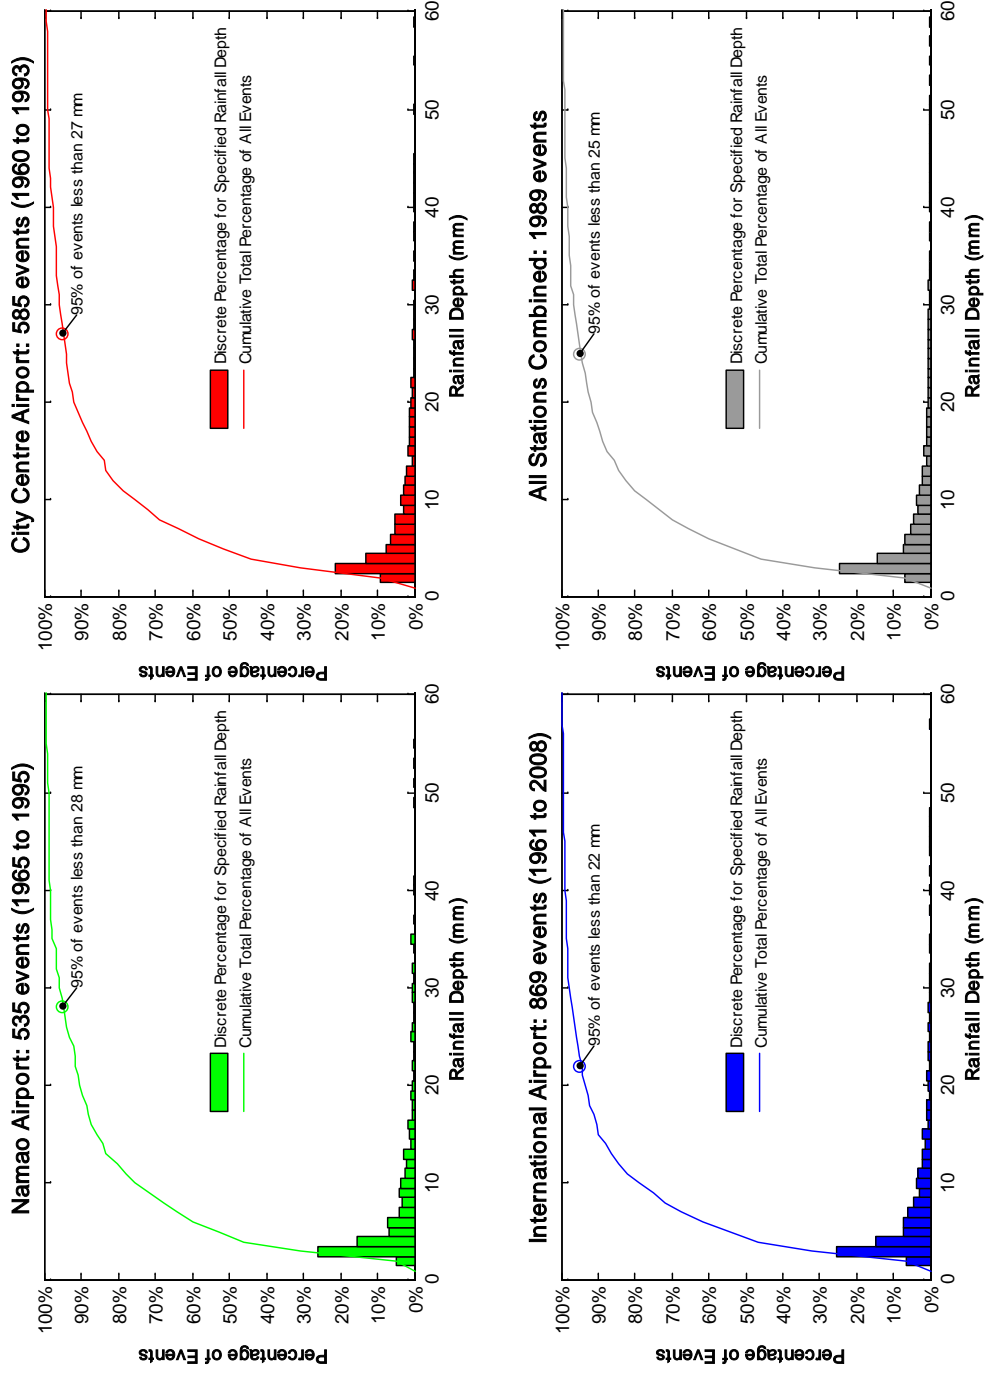 Namao Airport: 535 events (1965 to 1995)
100%
90%
80%
70%
60%
50%
40%
30%
20%
10%
0%
Percentage of Events
95% of events less than 28 mm
Discrete Percentage for Specified Rainfall Depth
Cumulative Total Percentage of All Events
0 10 20 30 40 50 60
Rainfall Depth (mm)
City Centre Airport: 585 events (1960 to 1993)
100%
90%
80%
70%
60%
50%
40%
30%
20%
10%
0%
Percentage of Events
95% of events less than 27 mm
Discrete Percentage for Specified Rainfall Depth
Cumulative Total Percentage of All Events
0 10 20 30 40 50 60
Rainfall Depth (mm)
International Airport: 869 events (1961 to 2008)
100%
90%
80%
70%
60%
50%
40%
30%
20%
10%
0%
Percentage of Events
95% of events less than 22 mm
Discrete Percentage for Specified Rainfall Depth
Cumulative Total Percentage of All Events
0 10 20 30 40 50 60
Rainfall Depth (mm)
All Stations Combined: 1989 events
100%
90%
80%
70%
60%
50%
40%
30%
20%
10%
0%
Percentage of Events
95% of events less than 25 mm
Discrete Percentage for Specified Rainfall Depth
Cumulative Total Percentage of All Events
0 10 20 30 40 50 60
Rainfall Depth (mm)